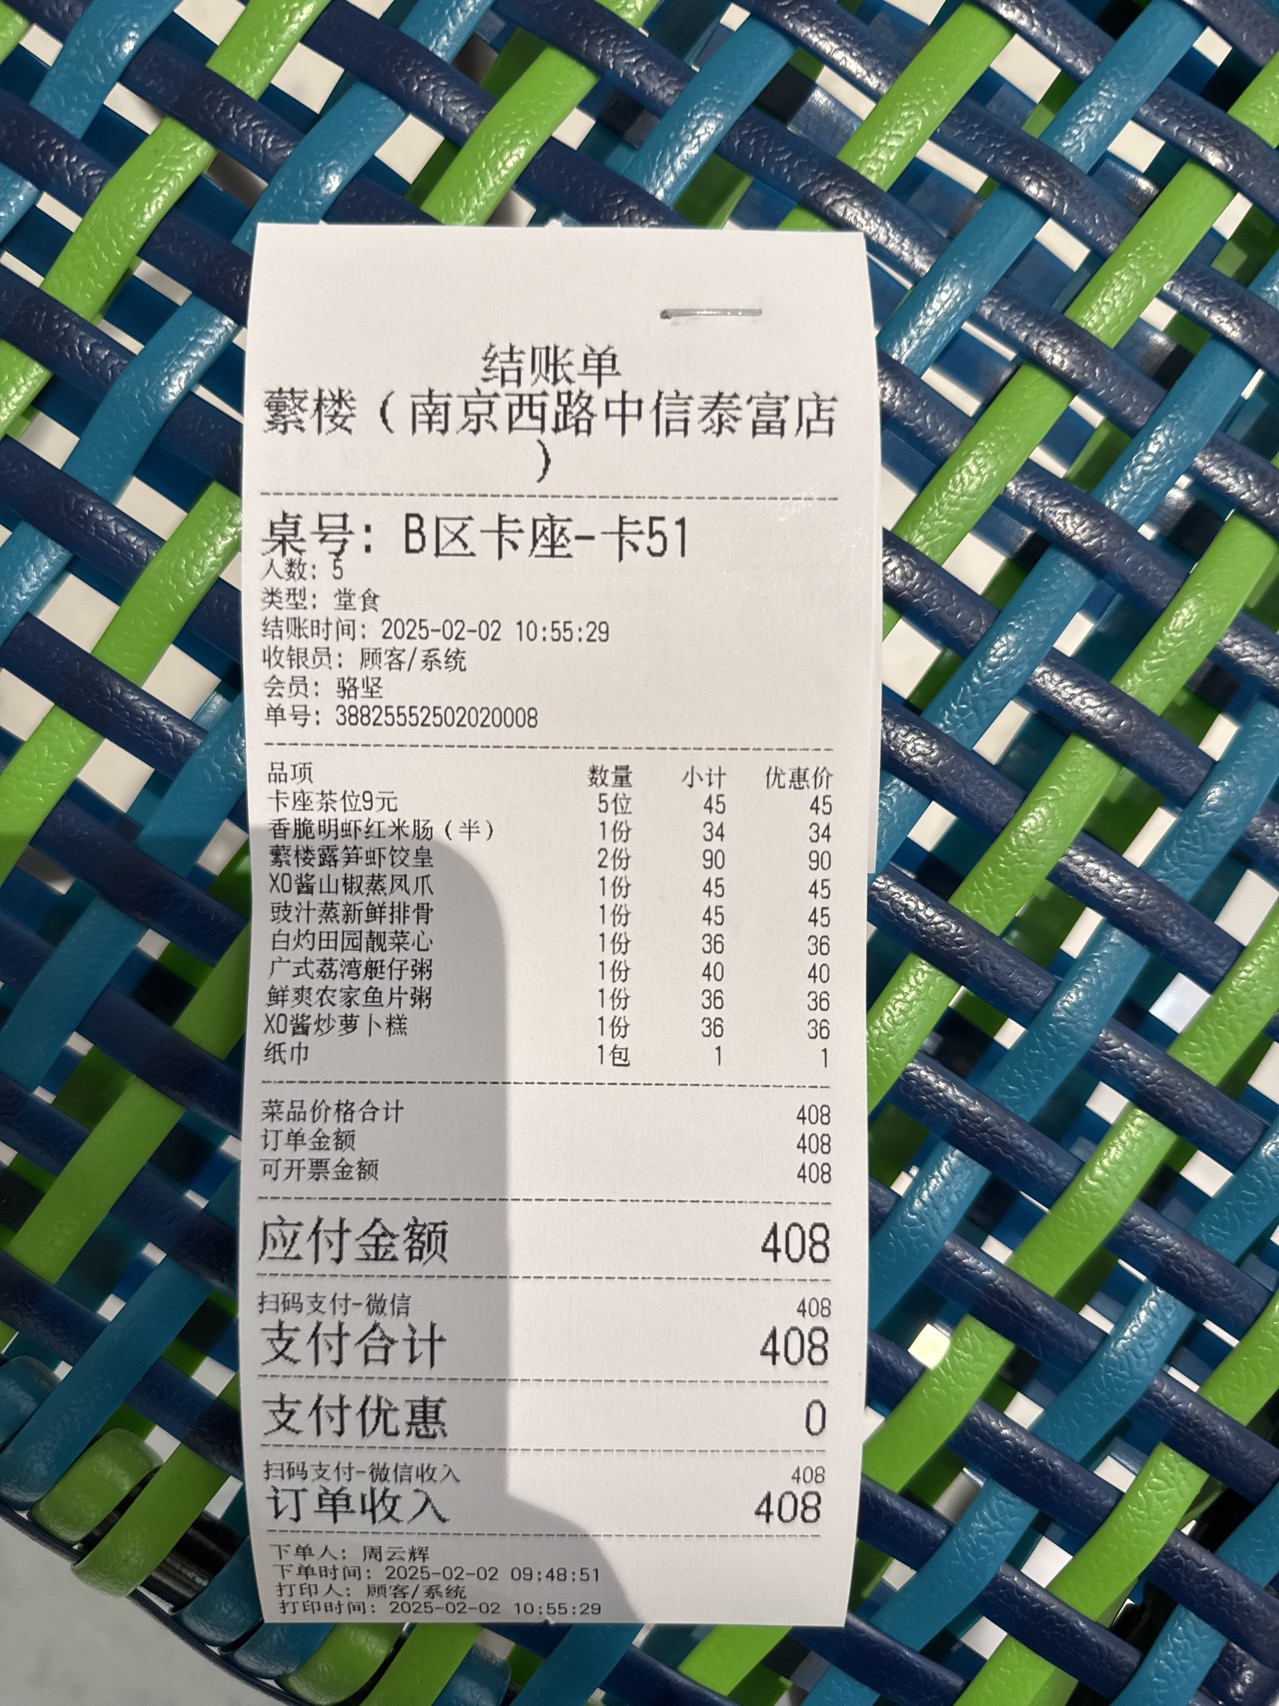 结账单
蘩楼（南京西路中信泰富店
）
桌号：B区卡座-卡51
人数：5
类型：堂食
结账时间：2025-02-02 10:55:29
收银员：顾客/系统
会员：骆坚
单号：38825552502020008
品项 数量 小计 优惠价
卡座茶位9元 5位 45 45
香脆明虾红米肠（半） 1份 34 34
蘩楼露笋虾饺皇 2份 90 90
XO酱山椒蒸凤爪 1份 45 45
豉汁蒸新鲜排骨 1份 45 45
白灼田园靓菜心 1份 36 36
广式荔湾艇仔粥 1份 40 40
鲜爽农家鱼片粥 1份 36 36
XO酱炒萝卜糕 1份 36 36
纸巾 1包 1 1
菜品价格合计 408
订单金额 408
可开票金额 408
应付金额 408
扫码支付-微信 408
支付合计 408
支付优惠 0
扫码支付-微信收入 408
订单收入 408
下单人：周云辉
下单时间：2025-02-02 09:48:51
打印人：顾客/系统
打印时间：2025-02-02 10:55:29